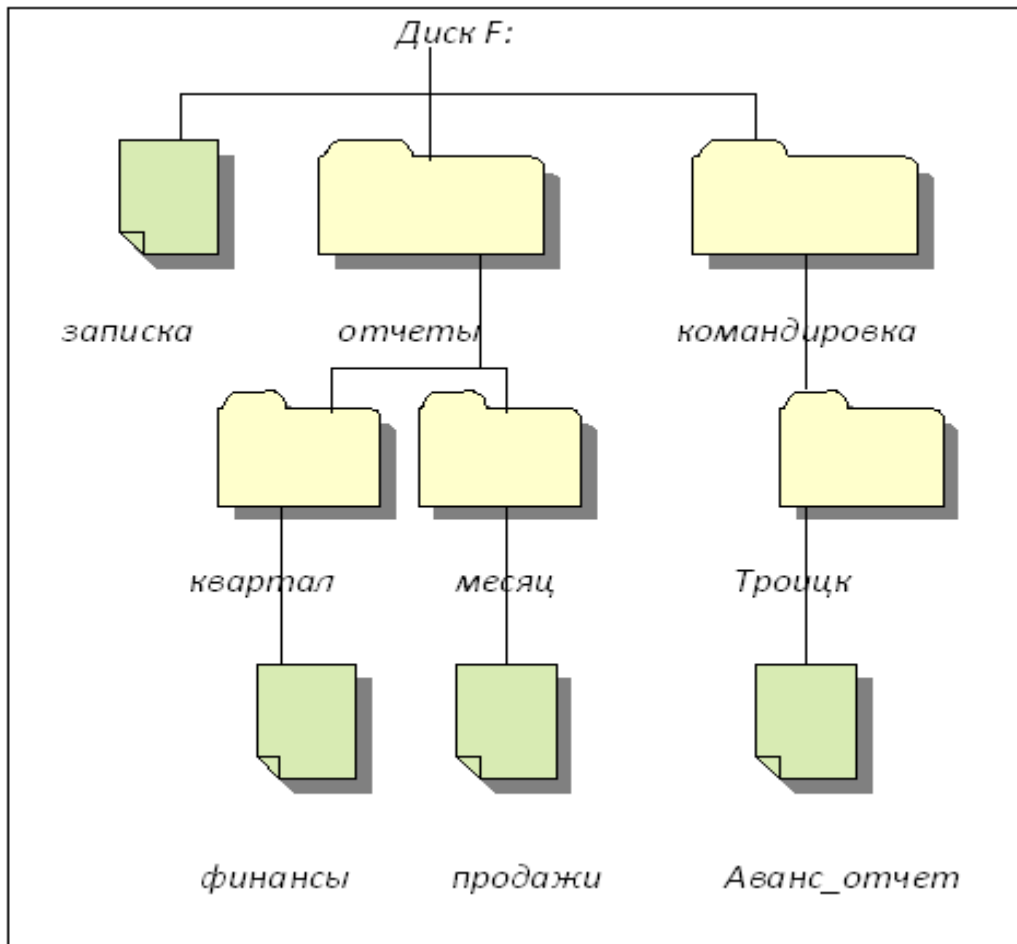 Диск F:
записка отчеты командировка
квартал месяц Троицк
финансы продажи Аванс_отчет